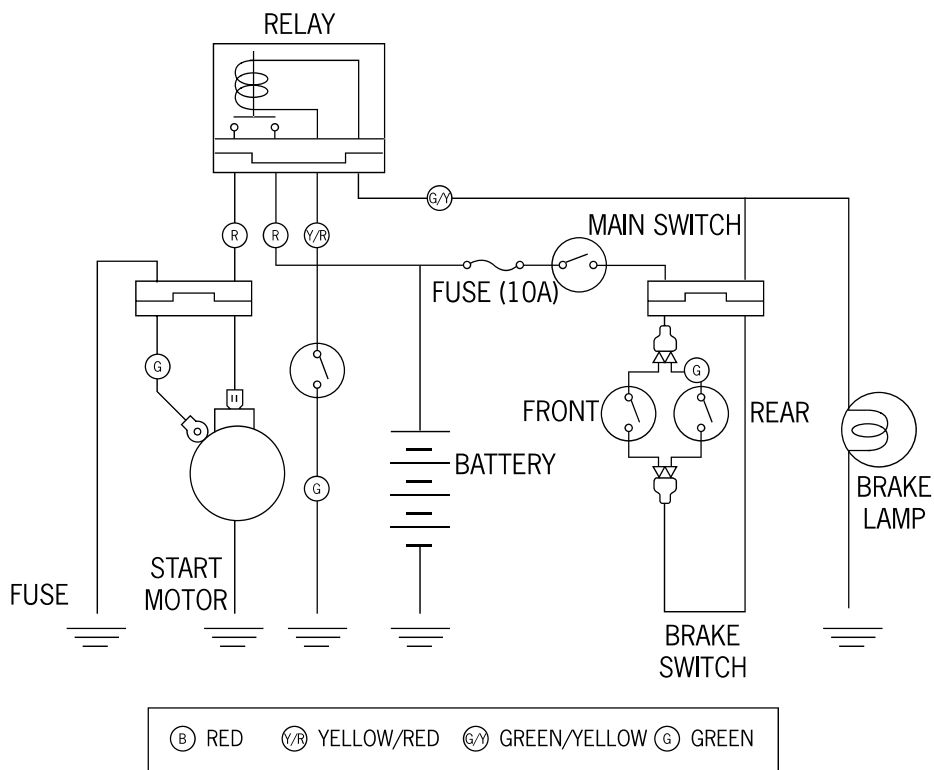 RELAY
G/Y
R
R
Y/R
MAIN SWITCH
FUSE (10A)
G
G
FRONT
REAR
BATTERY
G
BRAKE
LAMP
START
MOTOR
FUSE
BRAKE
SWITCH
B RED
Y/R YELLOW/RED
G/Y GREEN/YELLOW
G GREEN